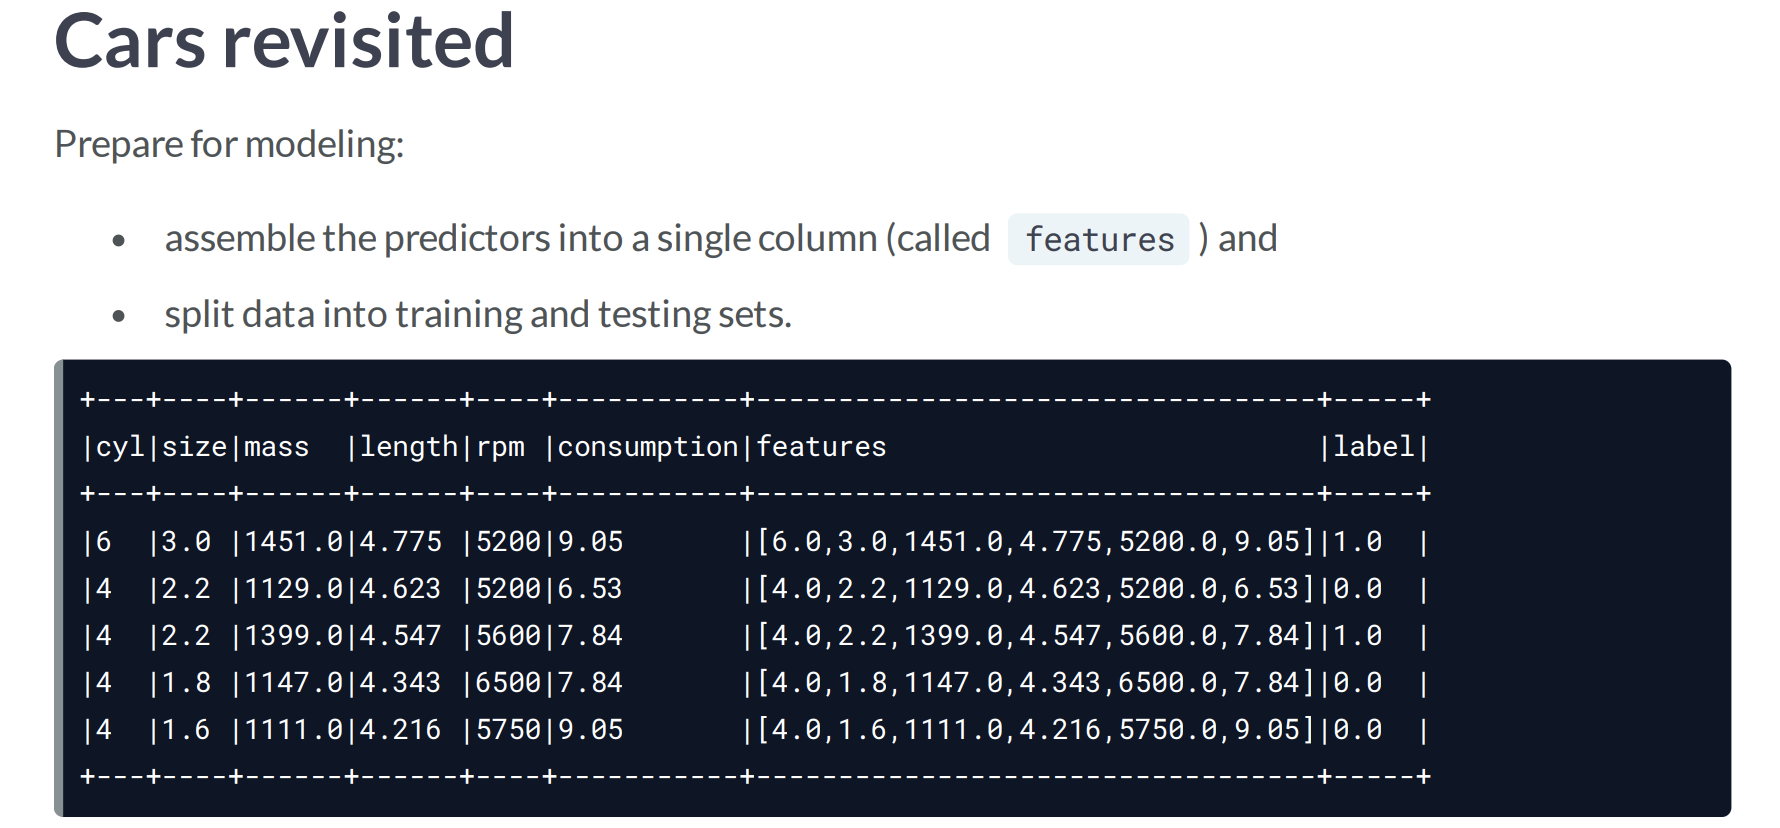 Cars revisited
Prepare for modeling:
• assemble the predictors into a single column (called features ) and
• split data into training and testing sets.
+---+----+------+------+----+-----------+----------------------------------+-----+
|cyl|size|mass  |length|rpm |consumption|features                          |label|
+---+----+------+------+----+-----------+----------------------------------+-----+
|6  |3.0 |1451.0|4.775 |5200|9.05       |[6.0,3.0,1451.0,4.775,5200.0,9.05]|1.0  |
|4  |2.2 |1129.0|4.623 |5200|6.53       |[4.0,2.2,1129.0,4.623,5200.0,6.53]|0.0  |
|4  |2.2 |1399.0|4.547 |5600|7.84       |[4.0,2.2,1399.0,4.547,5600.0,7.84]|1.0  |
|4  |1.8 |1147.0|4.343 |6500|7.84       |[4.0,1.8,1147.0,4.343,6500.0,7.84]|0.0  |
|4  |1.6 |1111.0|4.216 |5750|9.05       |[4.0,1.6,1111.0,4.216,5750.0,9.05]|0.0  |
+---+----+------+------+----+-----------+----------------------------------+-----+